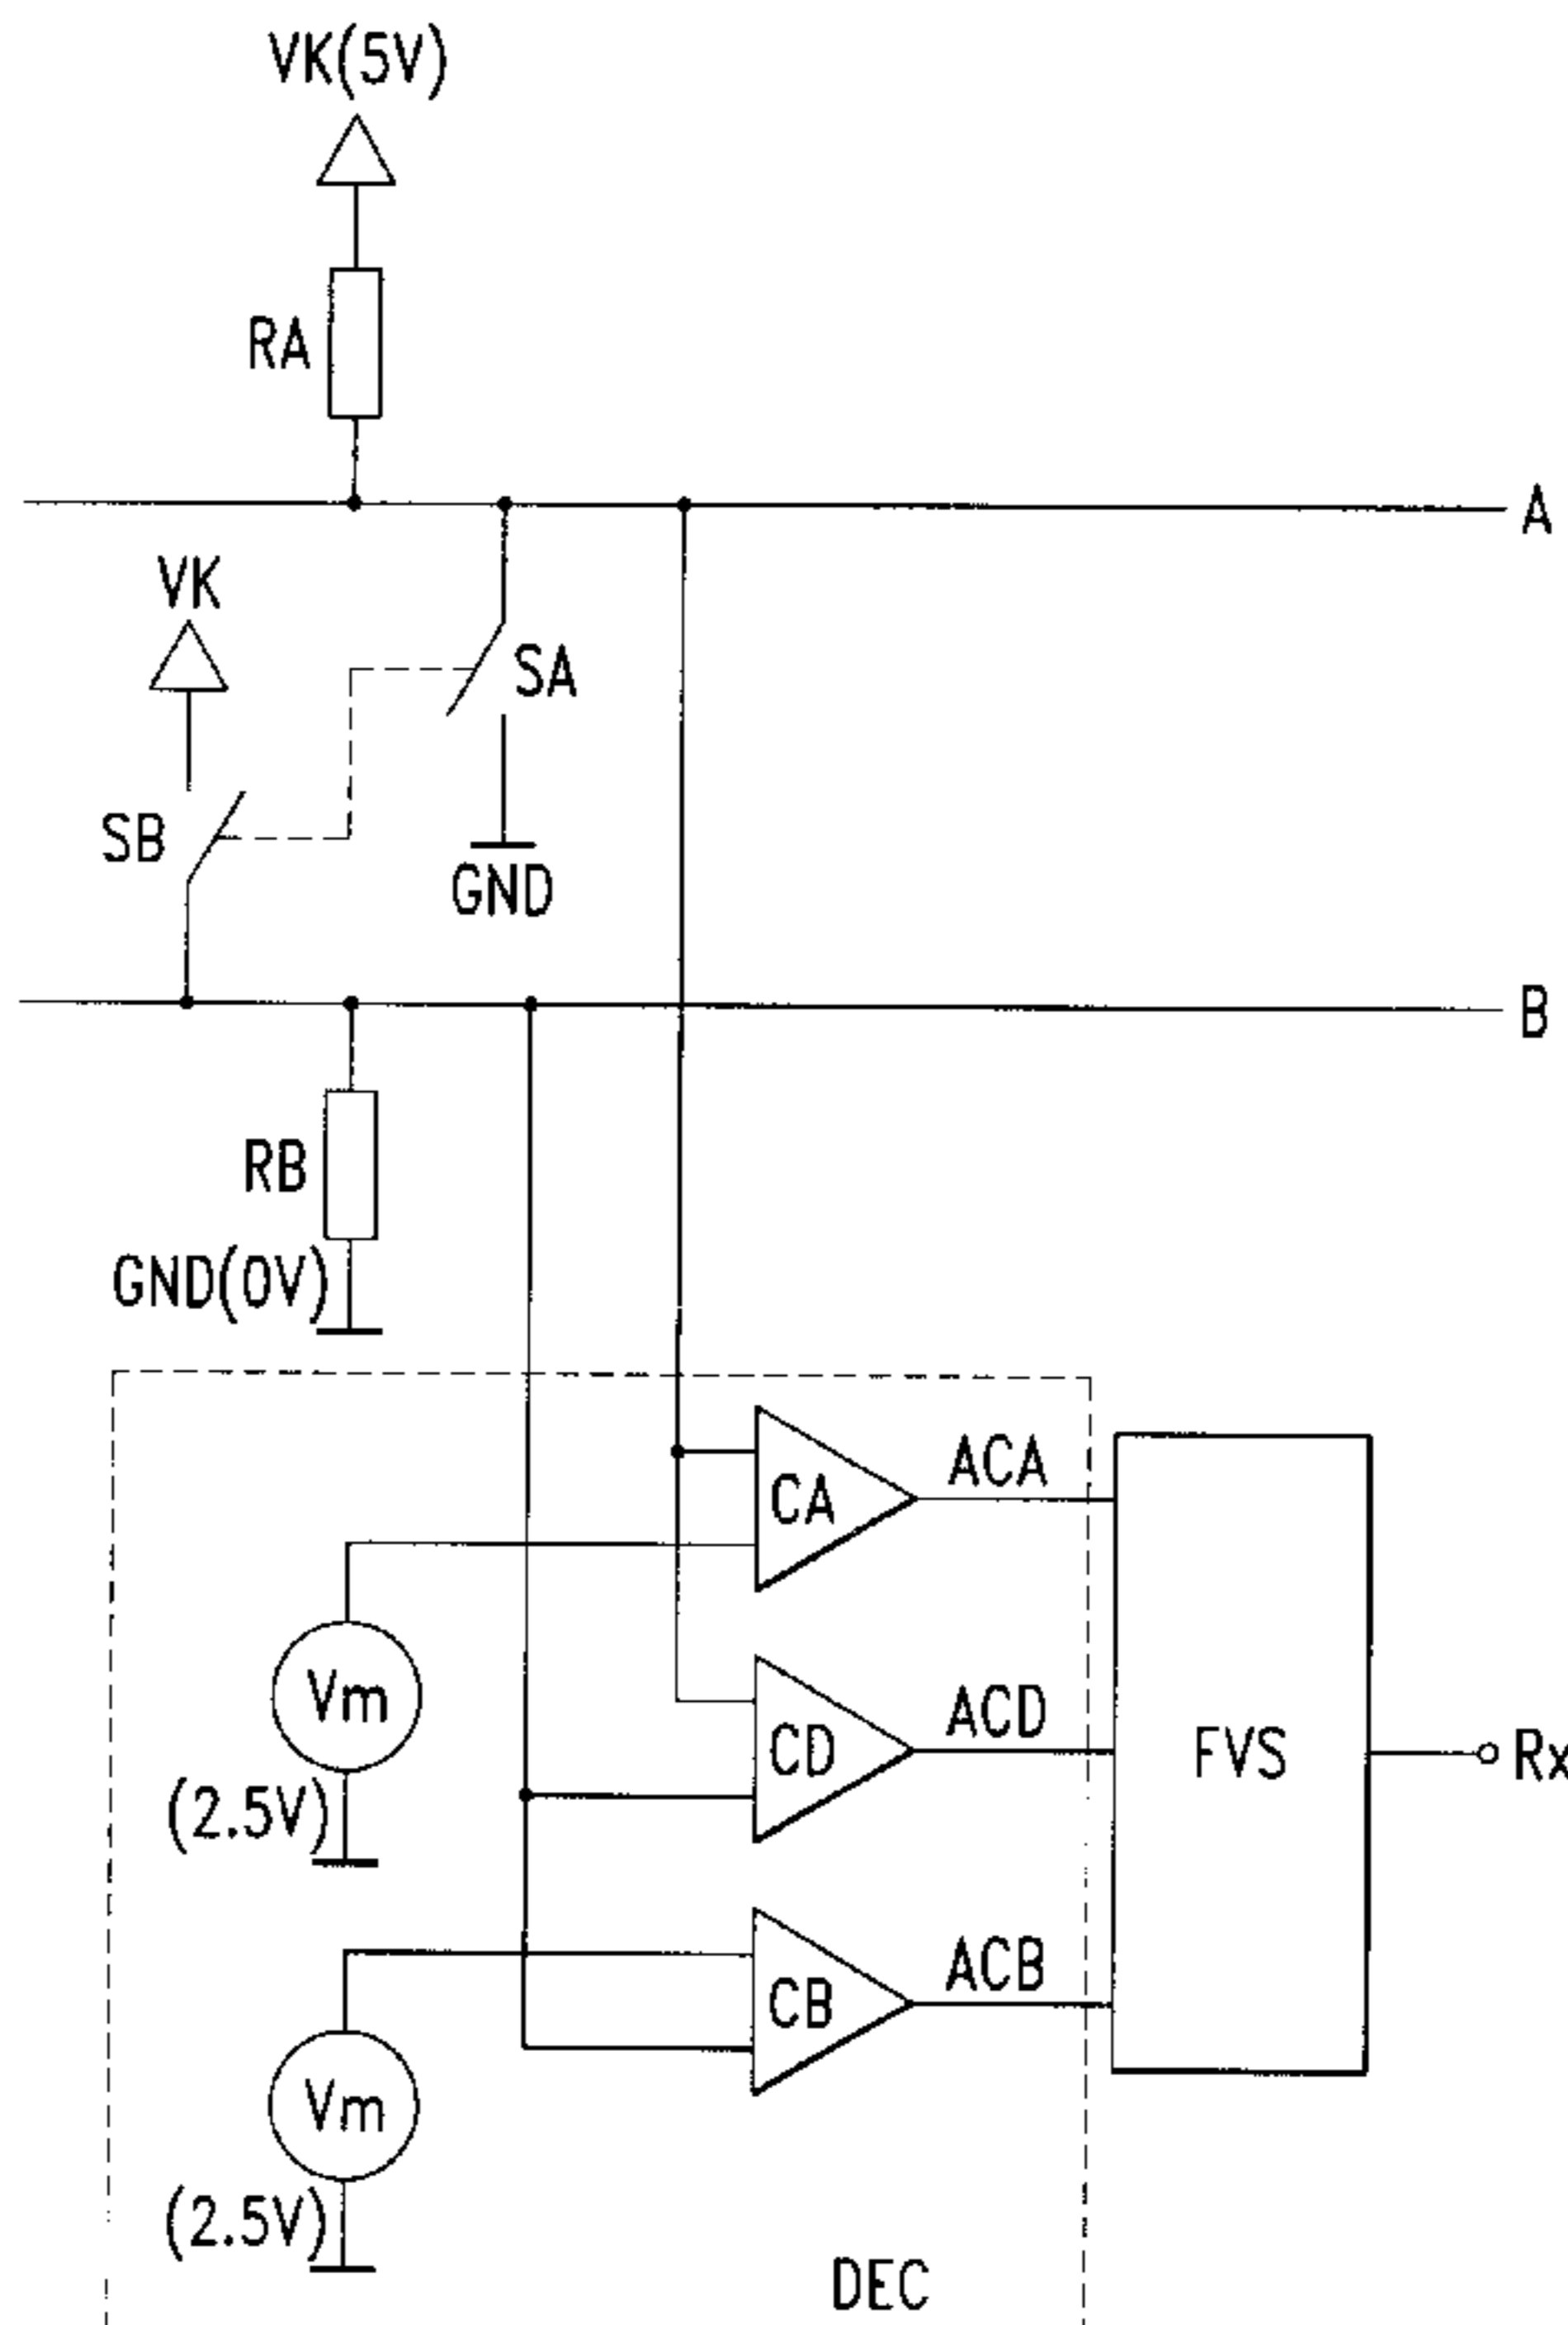 VK(5V)
RA
A
VK
SA
SB
GND
B
RB
GND(0V)
ACA
CA
Vm
ACD
CD
FVS
Rx
(2.5V)
ACB
CB
Vm
(2.5V)
DEC